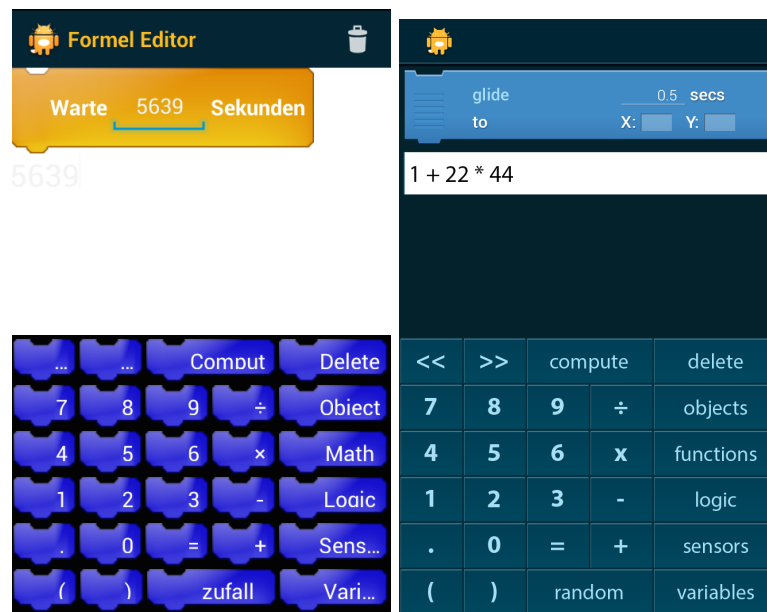 Formel Editor
Warte 5639 Sekunden
5639
... ... Comput Delete
7 8 9 ÷ Object
4 5 6 × Math
1 2 3 - Logic
. 0 = + Sens...
( ) zufall Vari...
glide 0.5 secs
to X: Y:
1 + 22 * 44
<< >> compute delete
7 8 9 ÷ objects
4 5 6 x functions
1 2 3 - logic
. 0 = + sensors
( ) random variables